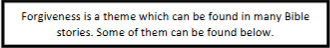 Forgiveness is a theme which can be found in many Bible
stories. Some of them can be found below.